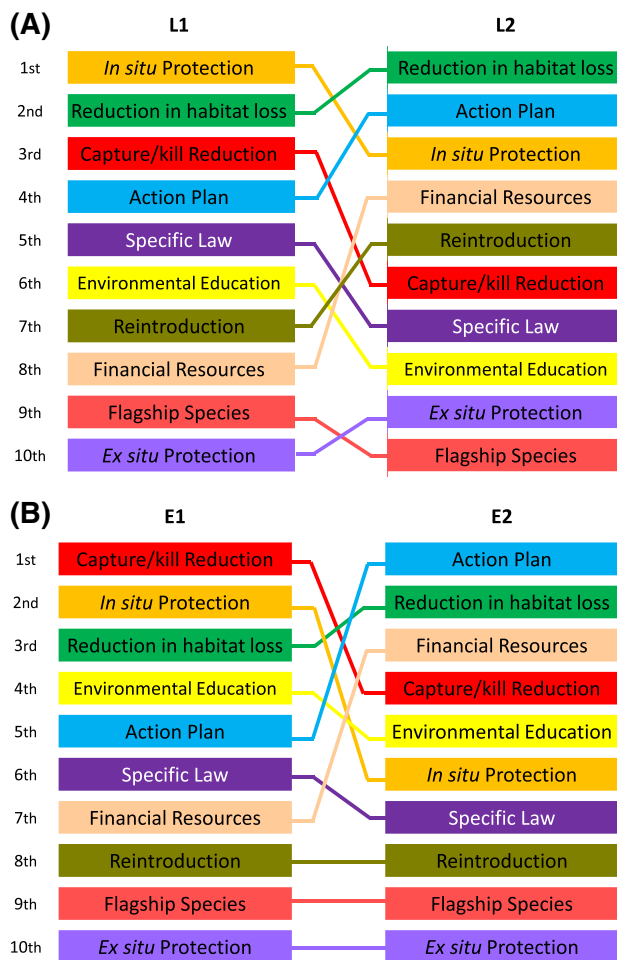 (A) L1 L2
1st In situ Protection Reduction in habitat loss
2nd Reduction in habitat loss Action Plan
3rd Capture/kill Reduction In situ Protection
4th Action Plan Financial Resources
5th Specific Law Reintroduction
6th Environmental Education Capture/kill Reduction
7th Reintroduction Specific Law
8th Financial Resources Environmental Education
9th Flagship Species Ex situ Protection
10th Ex situ Protection Flagship Species
(B) E1 E2
1st Capture/kill Reduction Action Plan
2nd In situ Protection Reduction in habitat loss
3rd Reduction in habitat loss Financial Resources
4th Environmental Education Capture/kill Reduction
5th Action Plan Environmental Education
6th Specific Law In situ Protection
7th Financial Resources Specific Law
8th Reintroduction Reintroduction
9th Flagship Species Flagship Species
10th Ex situ Protection Ex situ Protection